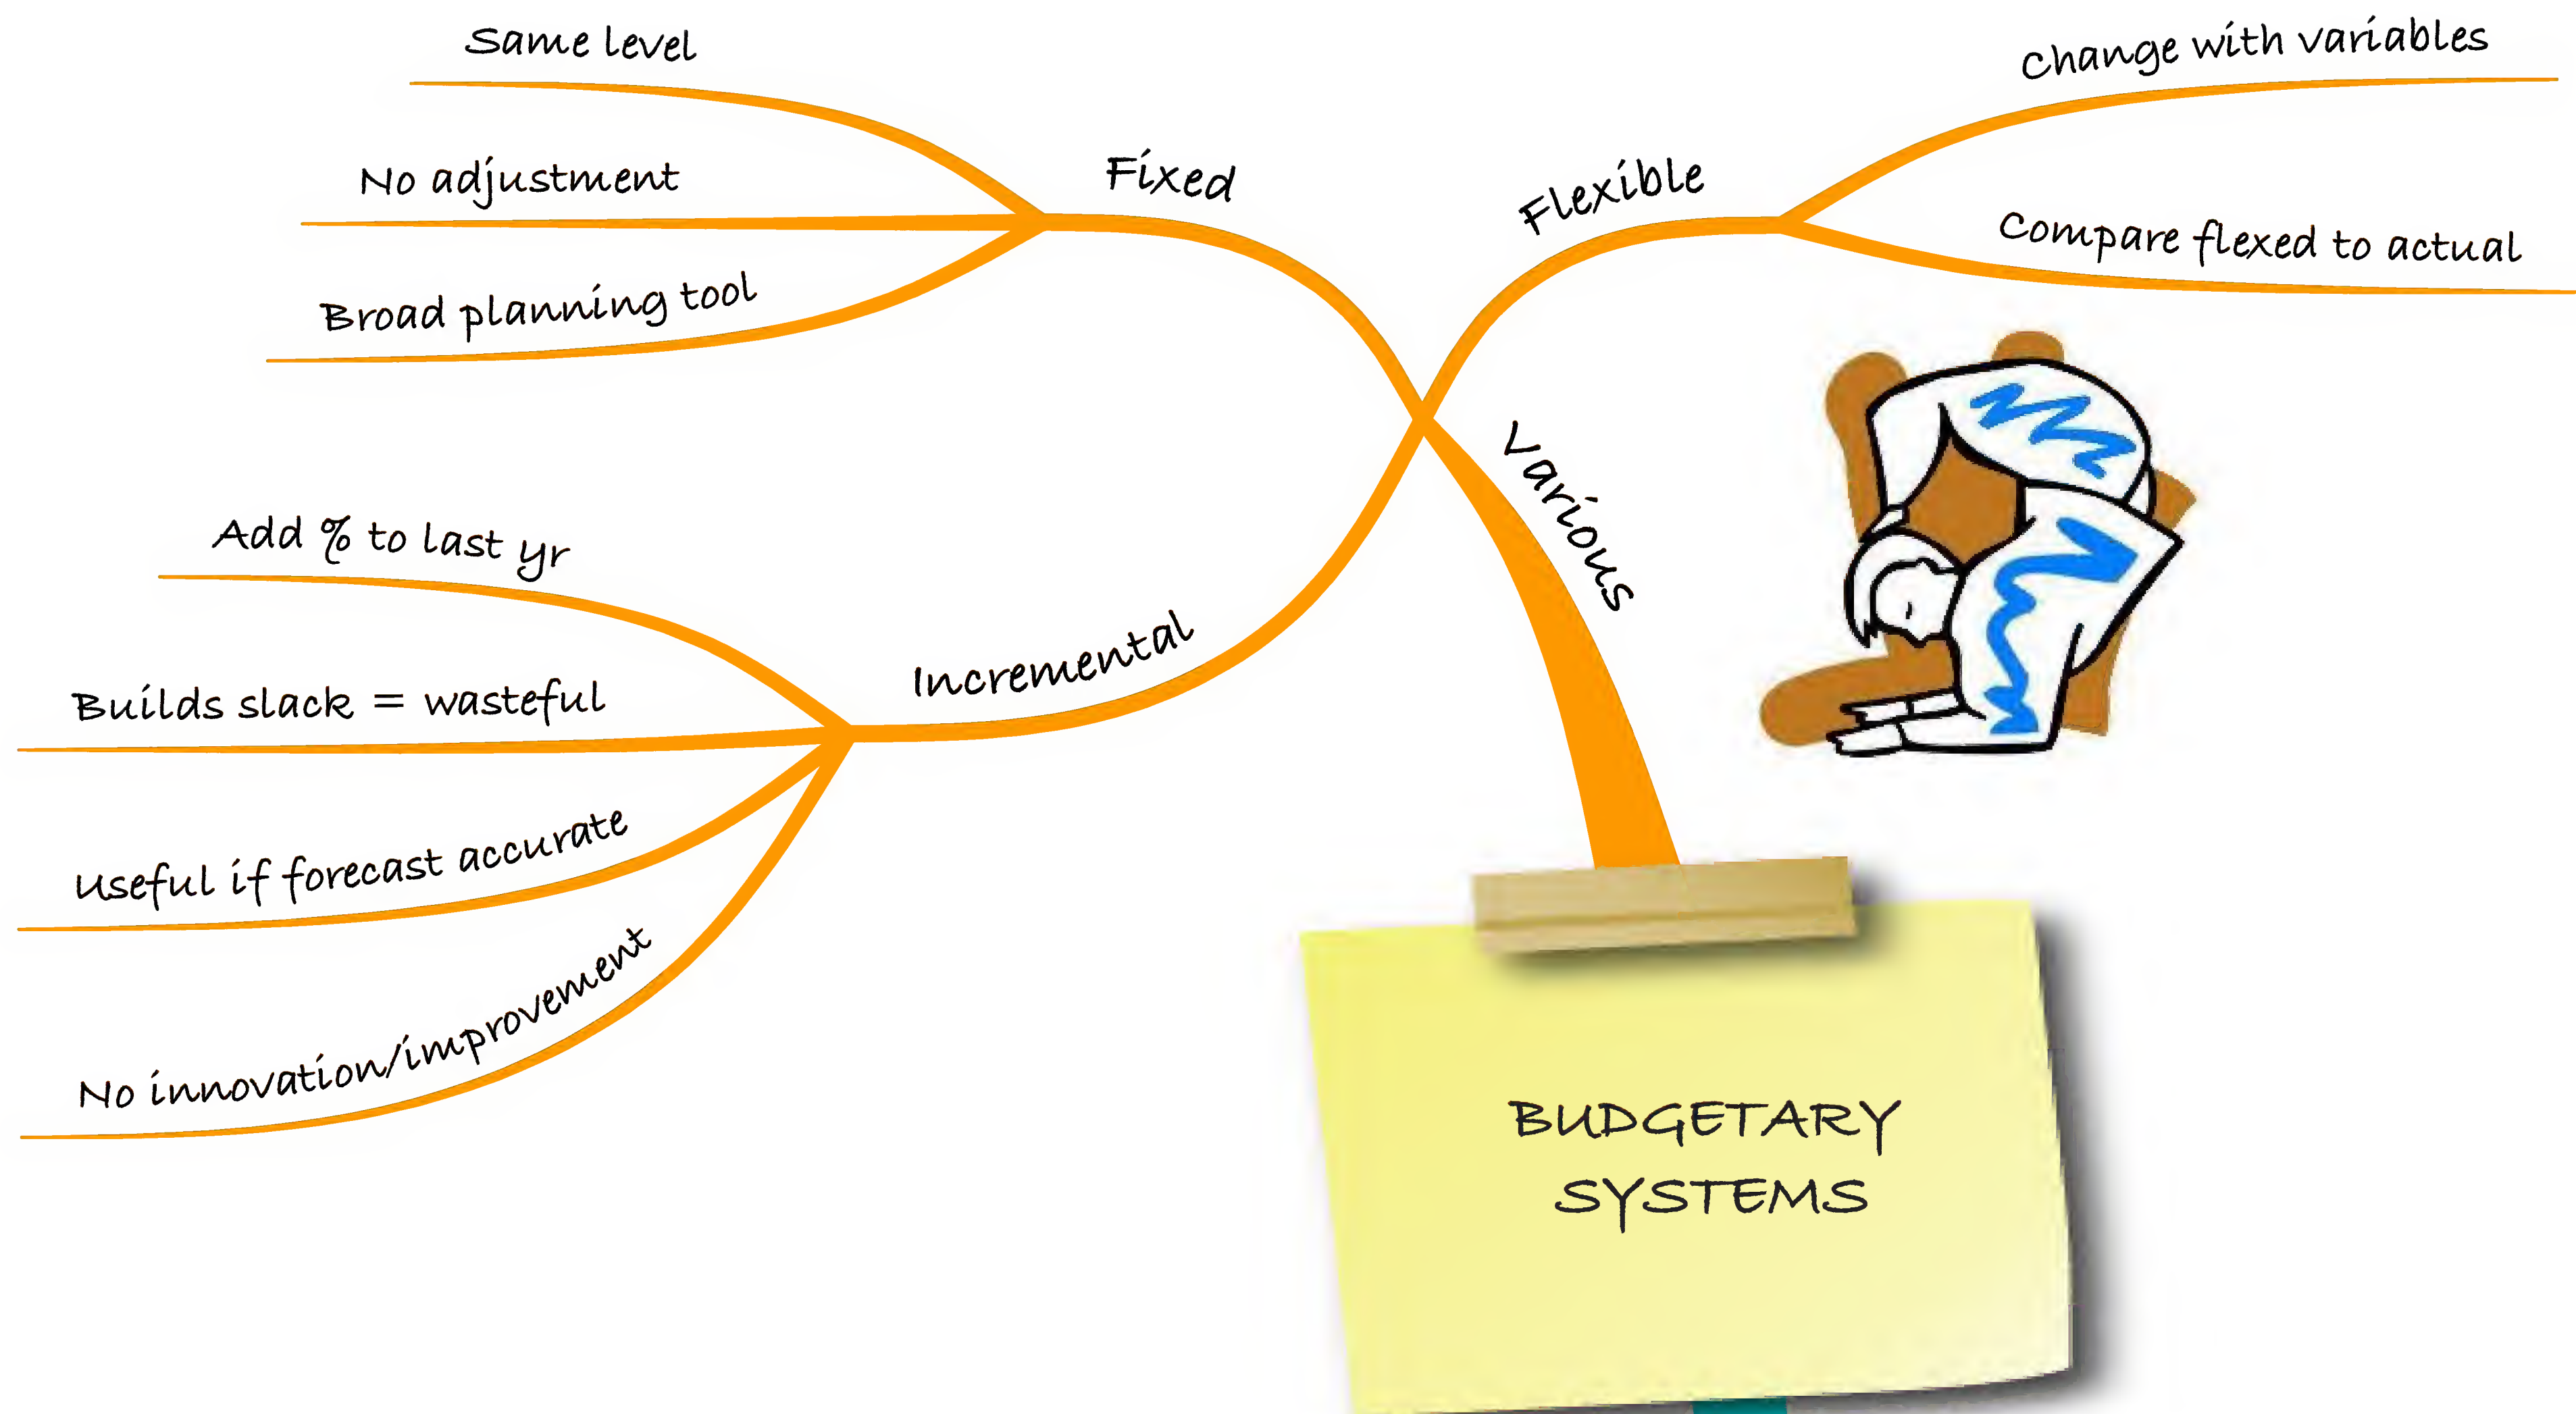 Same level
No adjustment
Broad planning tool
Fixed
Flexible
Change with variables
Compare flexed to actual
Various
Add % to last yr
Builds slack = wasteful
Useful if forecast accurate
No innovation/improvement
Incremental
BUDGETARY
SYSTEMS